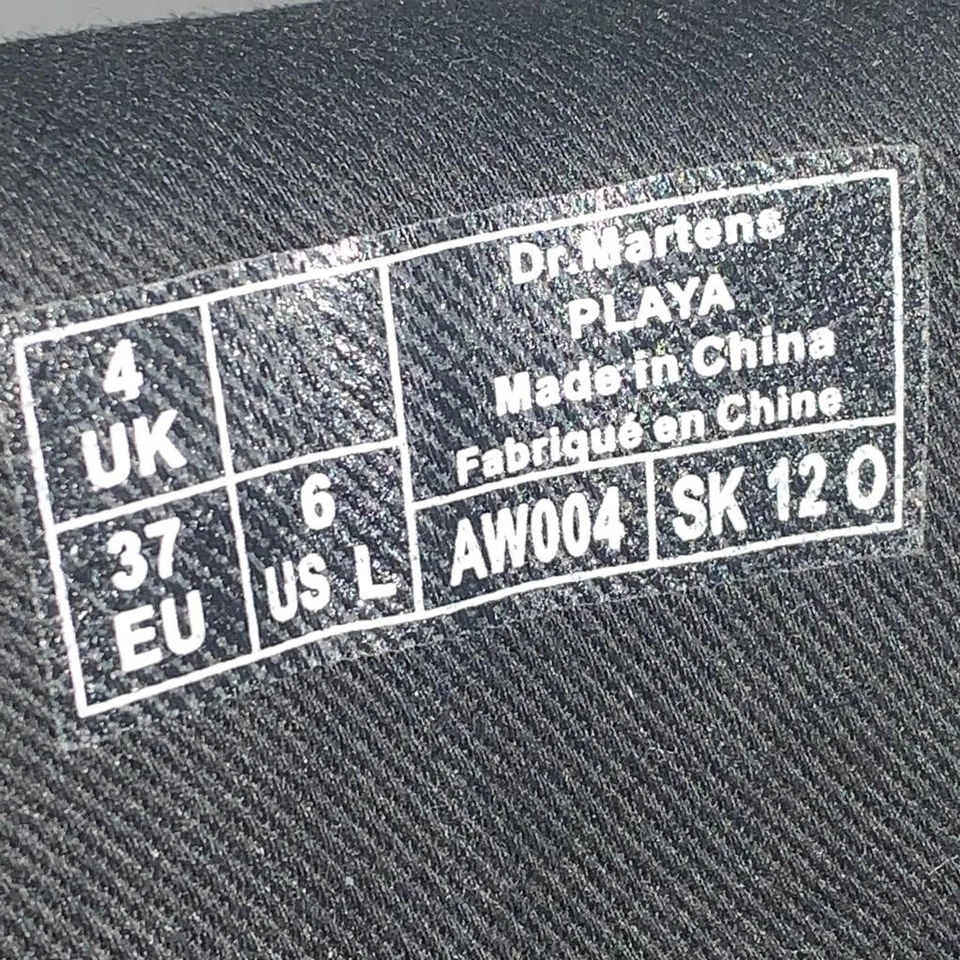 4
UK
37
EU
6
US L
Dr.Martens
PLAYA
Made in China
Fabriqué en Chine
AW004
SK 12 O